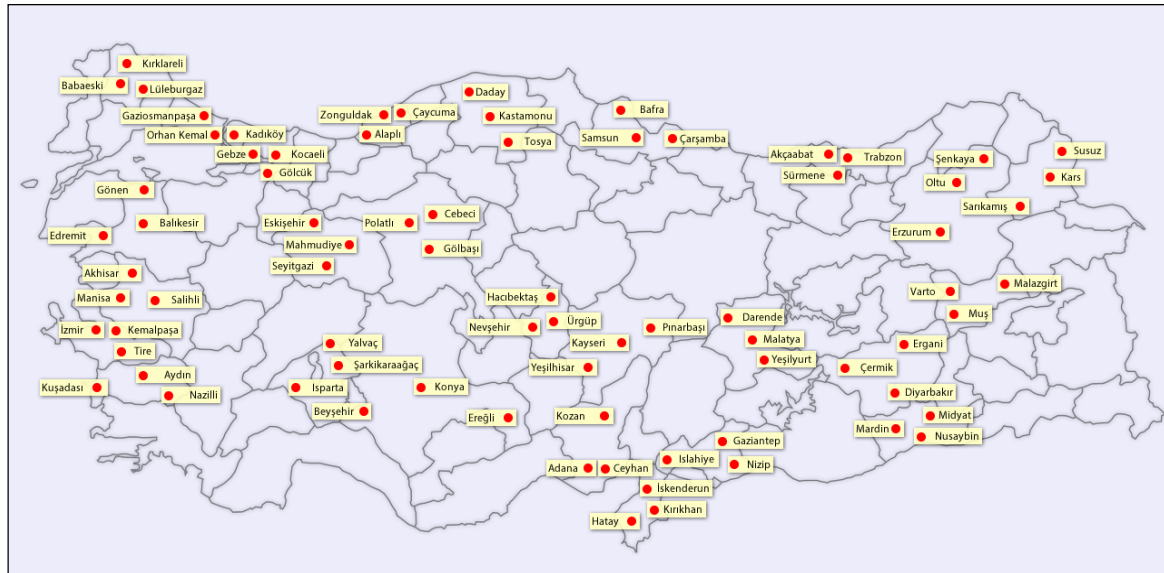 Kırklareli
Babaeski
Lüleburgaz
Daday
Gaziosmanpaşa
Zonguldak
Çaycuma
Kastamonu
Bafra
Orhan Kemal
Kadıköy
Alaplı
Tosya
Samsun
Çarşamba
Gebze
Kocaeli
Akçaabat
Trabzon
Şenkaya
Susuz
Gölcük
Sürmene
Oltu
Kars
Gönen
Sarıkamış
Balıkesir
Eskişehir
Polatlı
Cebeci
Edremit
Erzurum
Mahmudiye
Gölbaşı
Seyitgazi
Akhisar
Malazgirt
Varto
Manisa
Salihli
Hacıbektaş
Muş
İzmir
Kemalpaşa
Nevşehir
Ürgüp
Pınarbaşı
Darende
Tire
Yalvaç
Kayseri
Malatya
Ergani
Yeşilyurt
Aydın
Şarkikaraağaç
Yeşilhisar
Çermik
Kuşadası
Nazilli
Isparta
Konya
Diyarbakır
Beyşehir
Ereğli
Kozan
Midyat
Mardin
Nusaybin
Gaziantep
Adana
Ceyhan
Islahiye
Nizip
İskenderun
Kırıkhan
Hatay